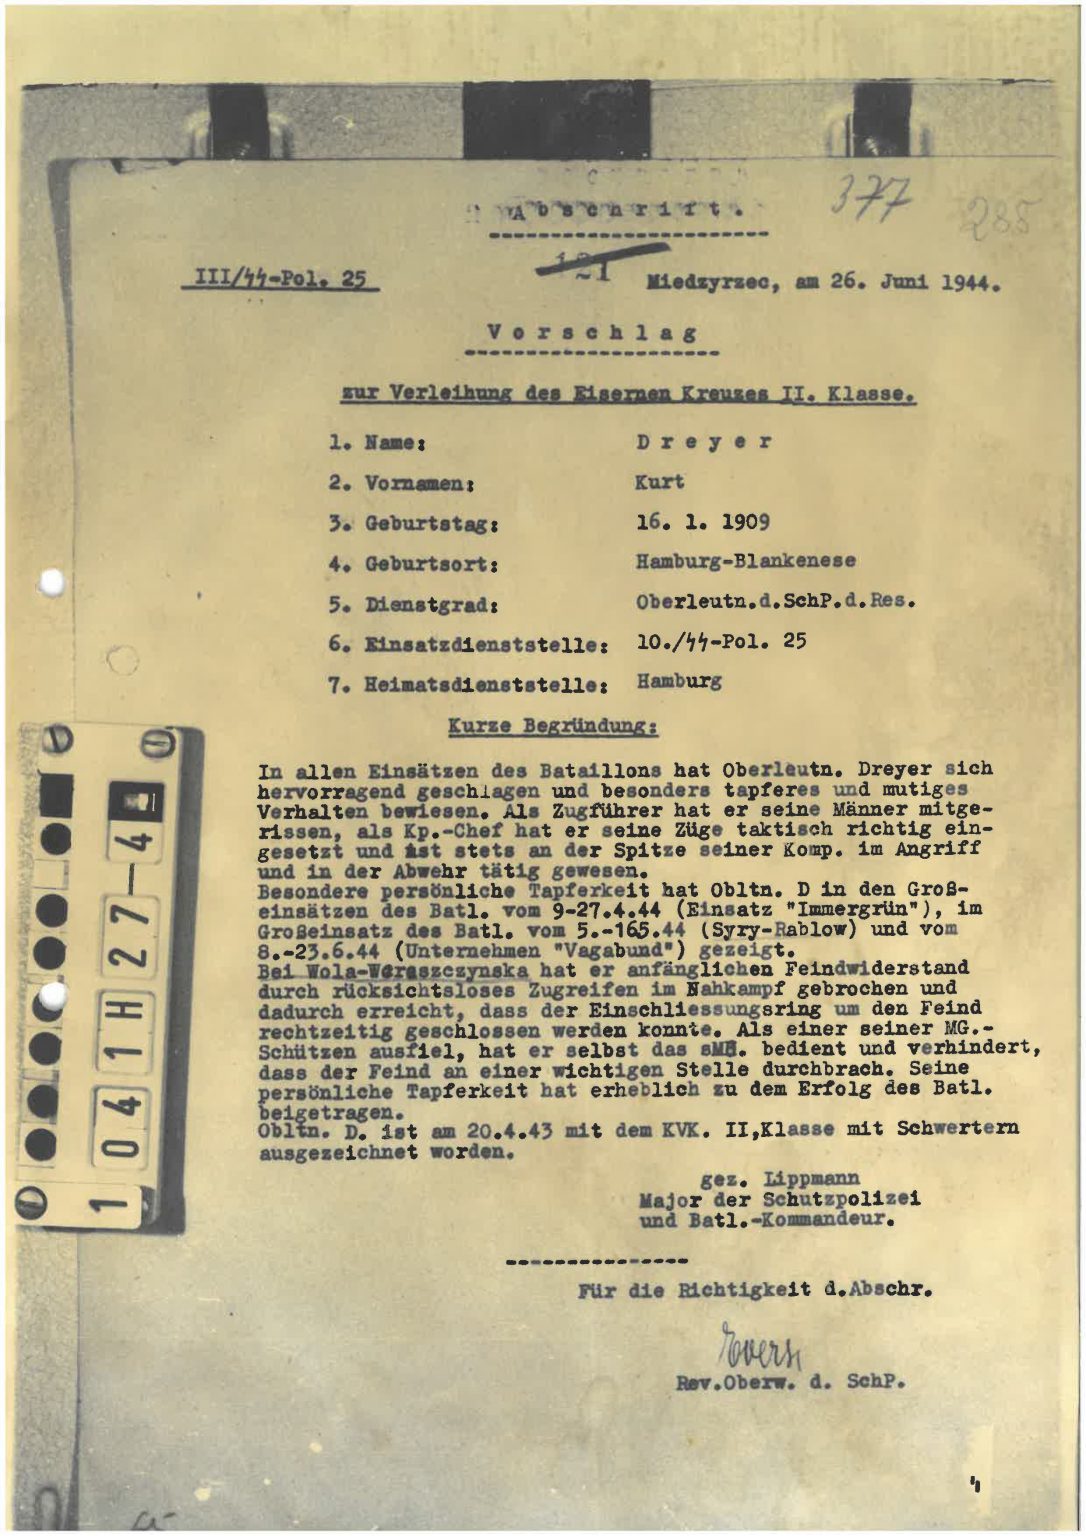 Abschrift.
377
285
121
III/ᛋᛋ-Pol. 25
Miedzyrzec, am 26. Juni 1944.
Vorschlag
zur Verleihung des Eisernen Kreuzes II. Klasse.
1. Name: Dreyer
2. Vornamen: Kurt
3. Geburtstag: 16. 1. 1909
4. Geburtsort: Hamburg-Blankenese
5. Dienstgrad: Oberleutn.d.SchP.d.Res.
6. Einsatzdienststelle: 10./ᛋᛋ-Pol. 25
7. Heimatsdienststelle: Hamburg
Kurze Begründung:
In allen Einsätzen des Bataillons hat Oberleutn. Dreyer sich
hervorragend geschlagen und besonders tapferes und mutiges
Verhalten bewiesen. Als Zugführer hat er seine Männer mitge-
rissen, als Kp.-Chef hat er seine Züge taktisch richtig ein-
gesetzt und ist stets an der Spitze seiner Komp. im Angriff
und in der Abwehr tätig gewesen.
Besondere persönliche Tapferkeit hat Obltn. D in den Groß-
einsätzen des Batl. vom 9-27.4.44 (Einsatz "Immergrün"), im
Großeinsatz des Batl. vom 5.-165.44 (Syry-Rablow) und vom
8.-23.6.44 (Unternehmen "Vagabund") gezeigt.
Bei Wola-Wereszczynska hat er anfänglichen Feindwiderstand
durch rücksichtsloses Zugreifen im Nahkampf gebrochen und
dadurch erreicht, dass der Einschliessungsring um den Feind
rechtzeitig geschlossen werden konnte. Als einer seiner MG.-
Schützen ausfiel, hat er selbst das sMG. bedient und verhindert,
dass der Feind an einer wichtigen Stelle durchbrach. Seine
persönliche Tapferkeit hat erheblich zu dem Erfolg des Batl.
beigetragen.
Obltn. D. ist am 20.4.43 mit dem KVK. II,Klasse mit Schwertern
ausgezeichnet worden.
gez. Lippmann
Major der Schutzpolizei
und Batl.-Kommandeur.
Für die Richtigkeit d.Abschr.
Evers
Rev.Oberw. d. SchP.
1 04 1H 27-4